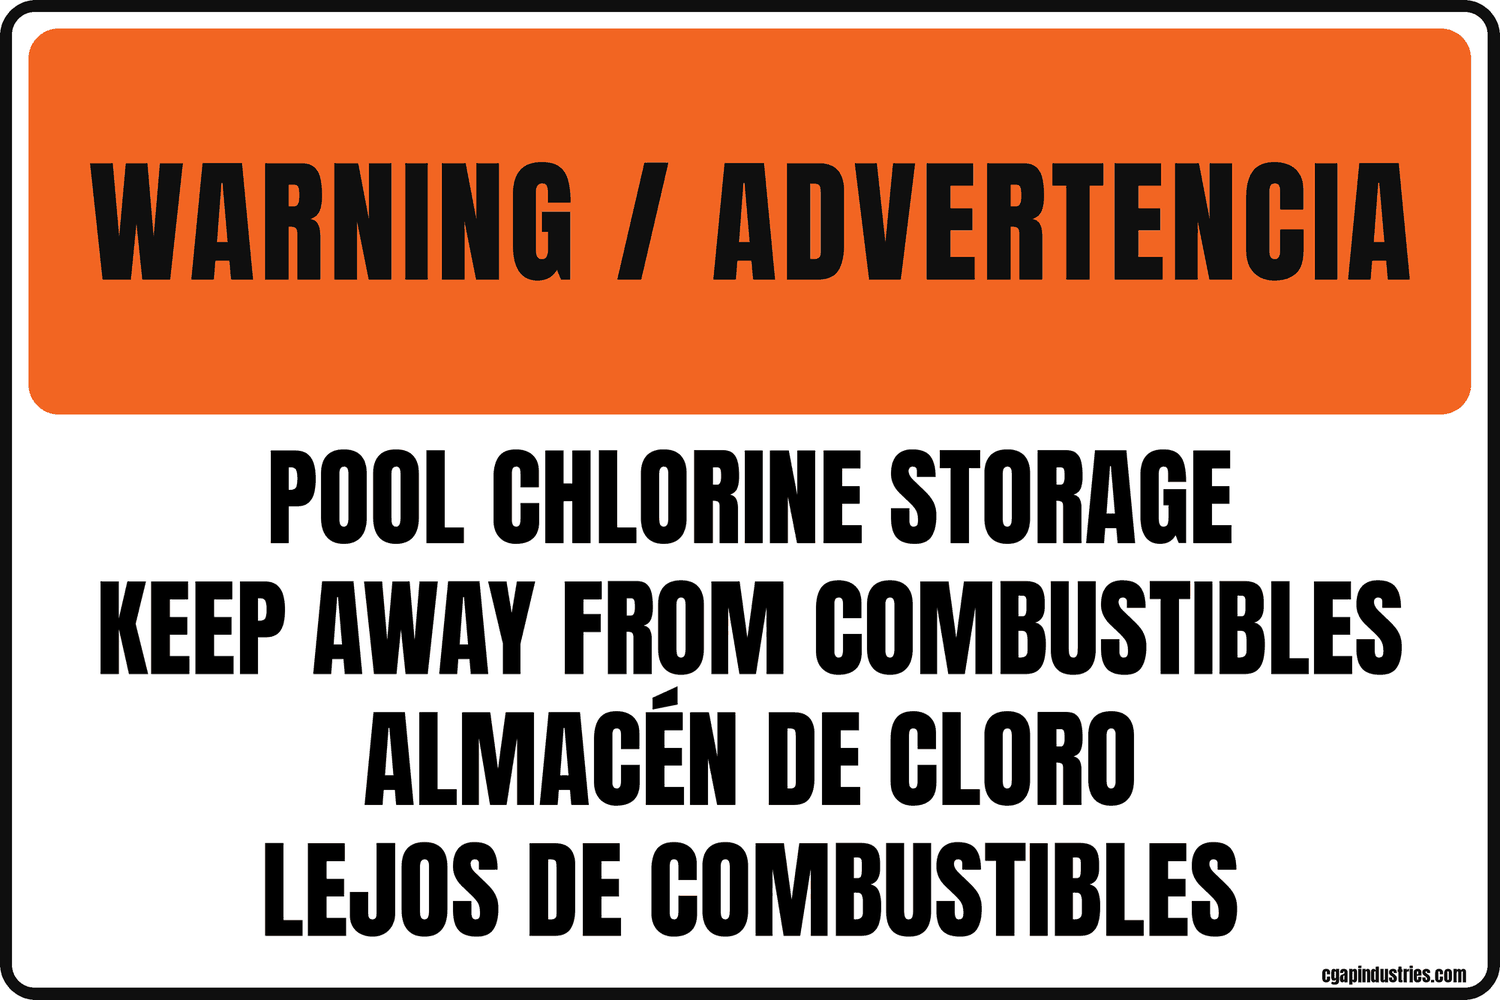 WARNING / ADVERTENCIA
POOL CHLORINE STORAGE
KEEP AWAY FROM COMBUSTIBLES
ALMACÉN DE CLORO
LEJOS DE COMBUSTIBLES
cgapindustries.com